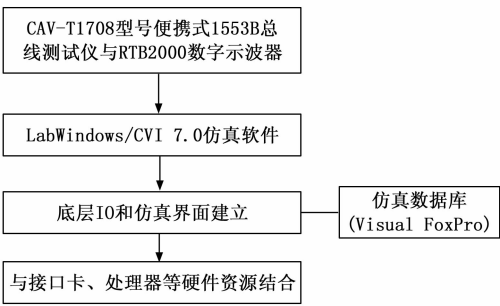 CAV-T1708型号便携式1553B总
线测试仪与RTB2000数字示波器
LabWindows/CVI 7.0仿真软件
底层IO和仿真界面建立
仿真数据库
(Visual FoxPro)
与接口卡、处理器等硬件资源结合